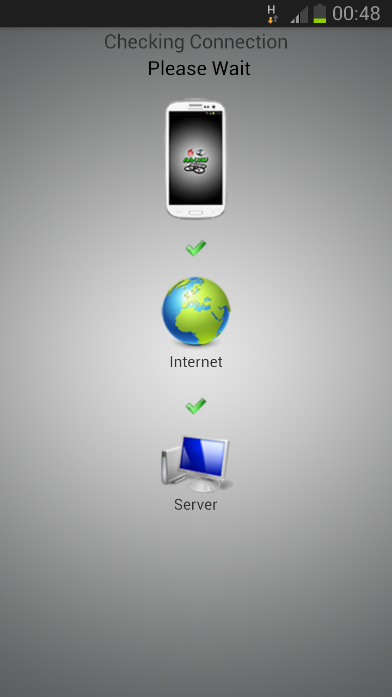 H
00:48
Checking Connection
Please Wait
Internet
Server